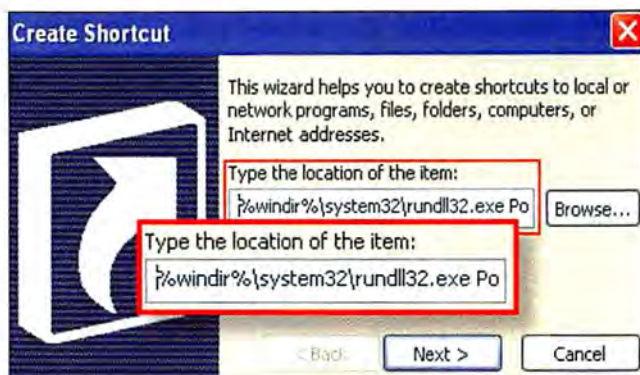 Create Shortcut
This wizard helps you to create shortcuts to local or
network programs, files, folders, computers, or
Internet addresses.
Type the location of the item:
%windir%\system32\rundll32.exe Po
Browse...
Type the location of the item:
%windir%\system32\rundll32.exe Po
< Back
Next >
Cancel